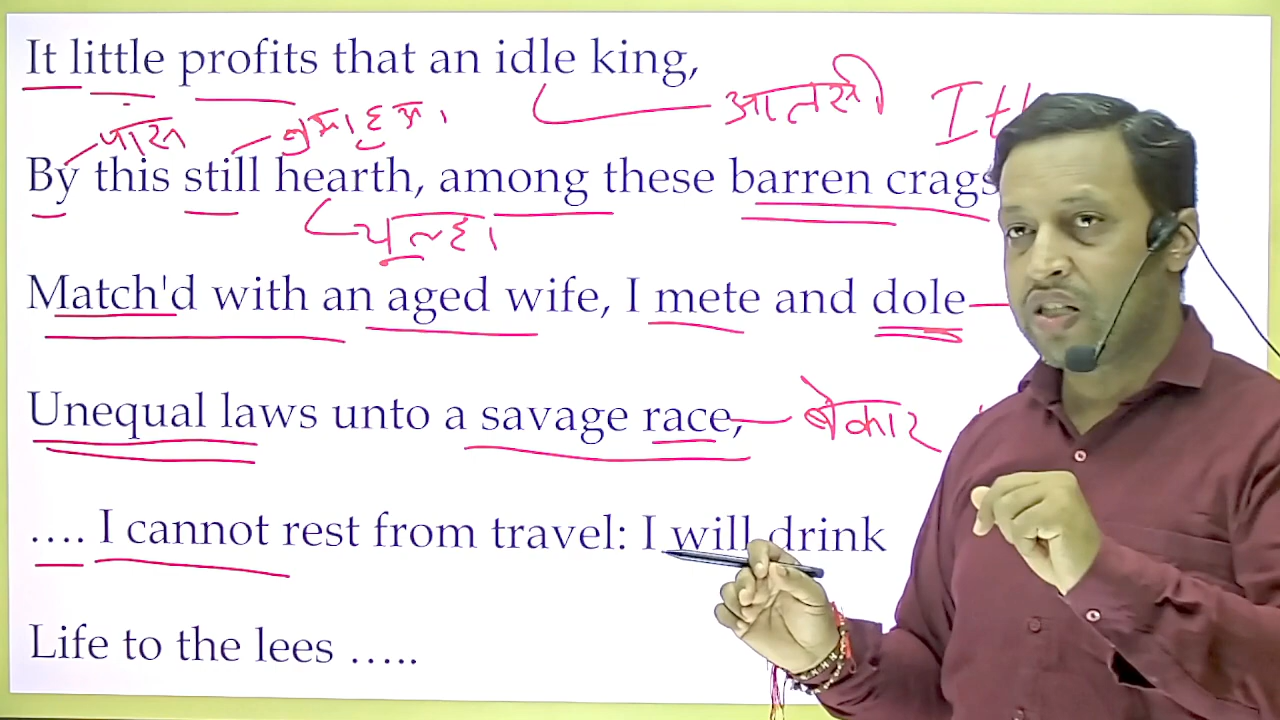 It little profits that an idle king,
आलसी
It
पास
बुझा हुआ।
By this still hearth, among these barren crags
चूल्हा
Match'd with an aged wife, I mete and dole
Unequal laws unto a savage race,
बेकार
.... I cannot rest from travel: I will drink
Life to the lees .....